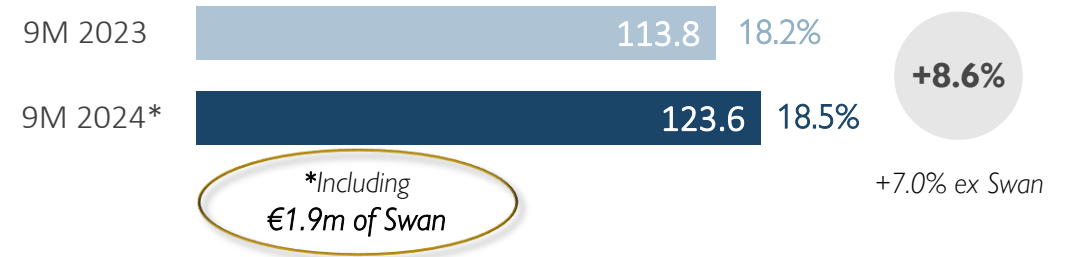 9M 2023 113.8 18.2%
+8.6%
9M 2024* 123.6 18.5%
+7.0% ex Swan
*Including
€1.9m of Swan